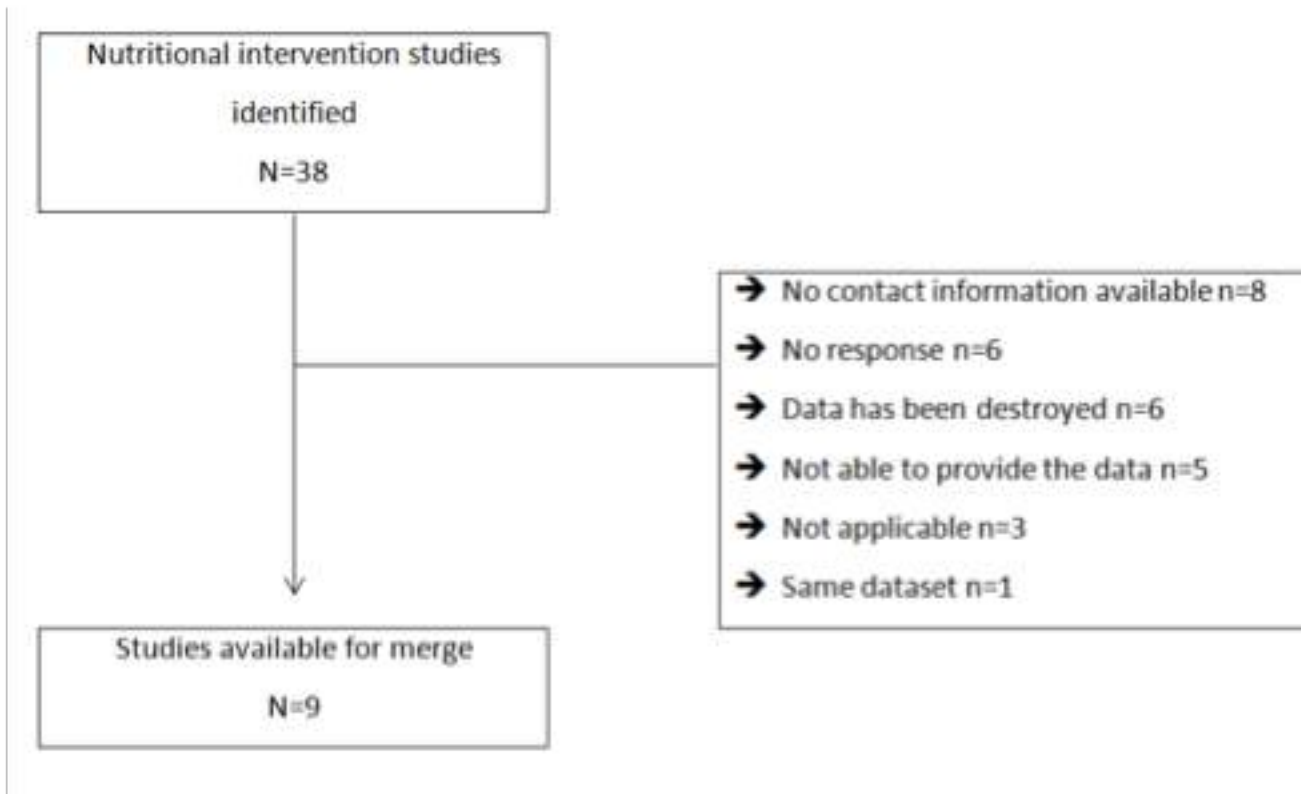 Nutritional intervention studies
identified
N=38
➔ No contact information available n=8
➔ No response n=6
➔ Data has been destroyed n=6
➔ Not able to provide the data n=5
➔ Not applicable n=3
➔ Same dataset n=1
Studies available for merge
N=9